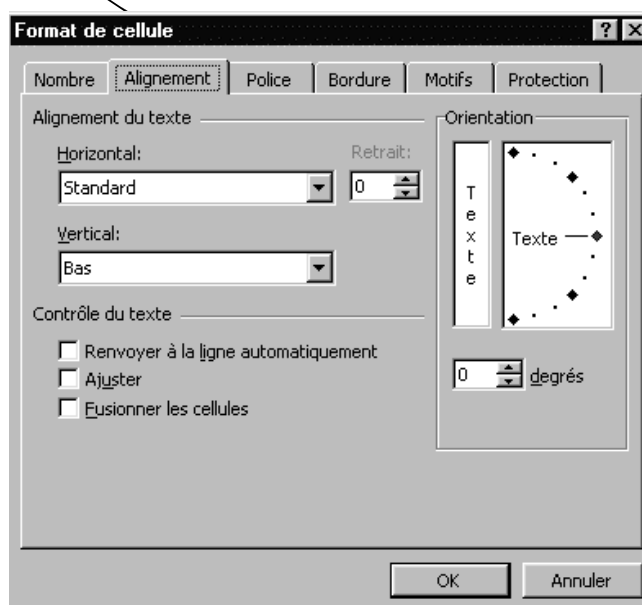 Format de cellule
Nombre Alignement Police Bordure Motifs Protection
Alignement du texte
Horizontal: Retrait:
Standard 0
Vertical:
Bas
Contrôle du texte
Renvoyer à la ligne automatiquement
Ajuster
Fusionner les cellules
Orientation
Texte
Texte
0 degrés
OK Annuler